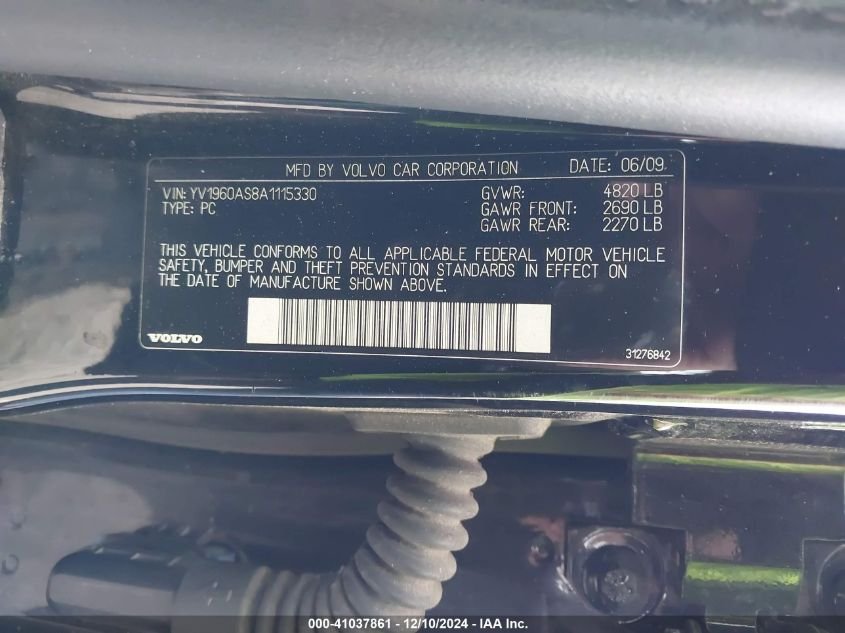 MFD BY VOLVO CAR CORPORATION DATE: 06/09
VIN: YV1960AS8A1115330 GVWR: 4820 LB
TYPE: PC GAWR FRONT: 2690 LB
GAWR REAR: 2270 LB
THIS VEHICLE CONFORMS TO ALL APPLICABLE FEDERAL MOTOR VEHICLE
SAFETY, BUMPER AND THEFT PREVENTION STANDARDS IN EFFECT ON
THE DATE OF MANUFACTURE SHOWN ABOVE.
VOLVO 31276842
000-41037861 - 12/10/2024 - IAA Inc.